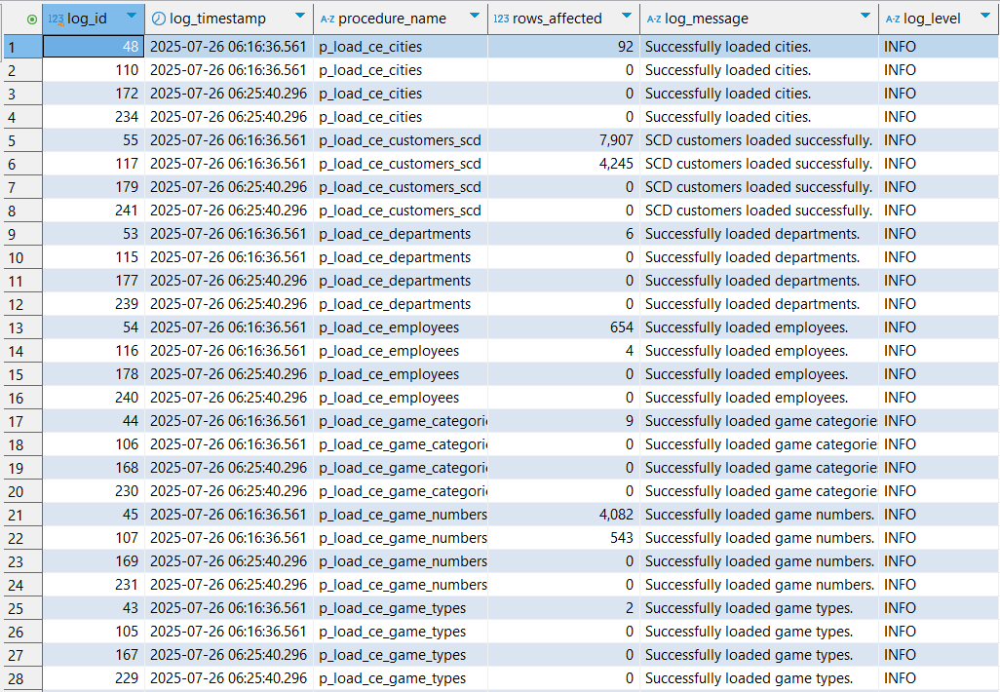 123 log_id log_timestamp A-Z procedure_name 123 rows_affected A-Z log_message A-Z log_level
1 48 2025-07-26 06:16:36.561 p_load_ce_cities 92 Successfully loaded cities. INFO
2 110 2025-07-26 06:16:36.561 p_load_ce_cities 0 Successfully loaded cities. INFO
3 172 2025-07-26 06:25:40.296 p_load_ce_cities 0 Successfully loaded cities. INFO
4 234 2025-07-26 06:25:40.296 p_load_ce_cities 0 Successfully loaded cities. INFO
5 55 2025-07-26 06:16:36.561 p_load_ce_customers_scd 7,907 SCD customers loaded successfully. INFO
6 117 2025-07-26 06:16:36.561 p_load_ce_customers_scd 4,245 SCD customers loaded successfully. INFO
7 179 2025-07-26 06:25:40.296 p_load_ce_customers_scd 0 SCD customers loaded successfully. INFO
8 241 2025-07-26 06:25:40.296 p_load_ce_customers_scd 0 SCD customers loaded successfully. INFO
9 53 2025-07-26 06:16:36.561 p_load_ce_departments 6 Successfully loaded departments. INFO
10 115 2025-07-26 06:16:36.561 p_load_ce_departments 0 Successfully loaded departments. INFO
11 177 2025-07-26 06:25:40.296 p_load_ce_departments 0 Successfully loaded departments. INFO
12 239 2025-07-26 06:25:40.296 p_load_ce_departments 0 Successfully loaded departments. INFO
13 54 2025-07-26 06:16:36.561 p_load_ce_employees 654 Successfully loaded employees. INFO
14 116 2025-07-26 06:16:36.561 p_load_ce_employees 4 Successfully loaded employees. INFO
15 178 2025-07-26 06:25:40.296 p_load_ce_employees 0 Successfully loaded employees. INFO
16 240 2025-07-26 06:25:40.296 p_load_ce_employees 0 Successfully loaded employees. INFO
17 44 2025-07-26 06:16:36.561 p_load_ce_game_categori 9 Successfully loaded game categorie INFO
18 106 2025-07-26 06:16:36.561 p_load_ce_game_categori 0 Successfully loaded game categorie INFO
19 168 2025-07-26 06:25:40.296 p_load_ce_game_categori 0 Successfully loaded game categorie INFO
20 230 2025-07-26 06:25:40.296 p_load_ce_game_categori 0 Successfully loaded game categorie INFO
21 45 2025-07-26 06:16:36.561 p_load_ce_game_numbers 4,082 Successfully loaded game numbers. INFO
22 107 2025-07-26 06:16:36.561 p_load_ce_game_numbers 543 Successfully loaded game numbers. INFO
23 169 2025-07-26 06:25:40.296 p_load_ce_game_numbers 0 Successfully loaded game numbers. INFO
24 231 2025-07-26 06:25:40.296 p_load_ce_game_numbers 0 Successfully loaded game numbers. INFO
25 43 2025-07-26 06:16:36.561 p_load_ce_game_types 2 Successfully loaded game types. INFO
26 105 2025-07-26 06:16:36.561 p_load_ce_game_types 0 Successfully loaded game types. INFO
27 167 2025-07-26 06:25:40.296 p_load_ce_game_types 0 Successfully loaded game types. INFO
28 229 2025-07-26 06:25:40.296 p_load_ce_game_types 0 Successfully loaded game types. INFO